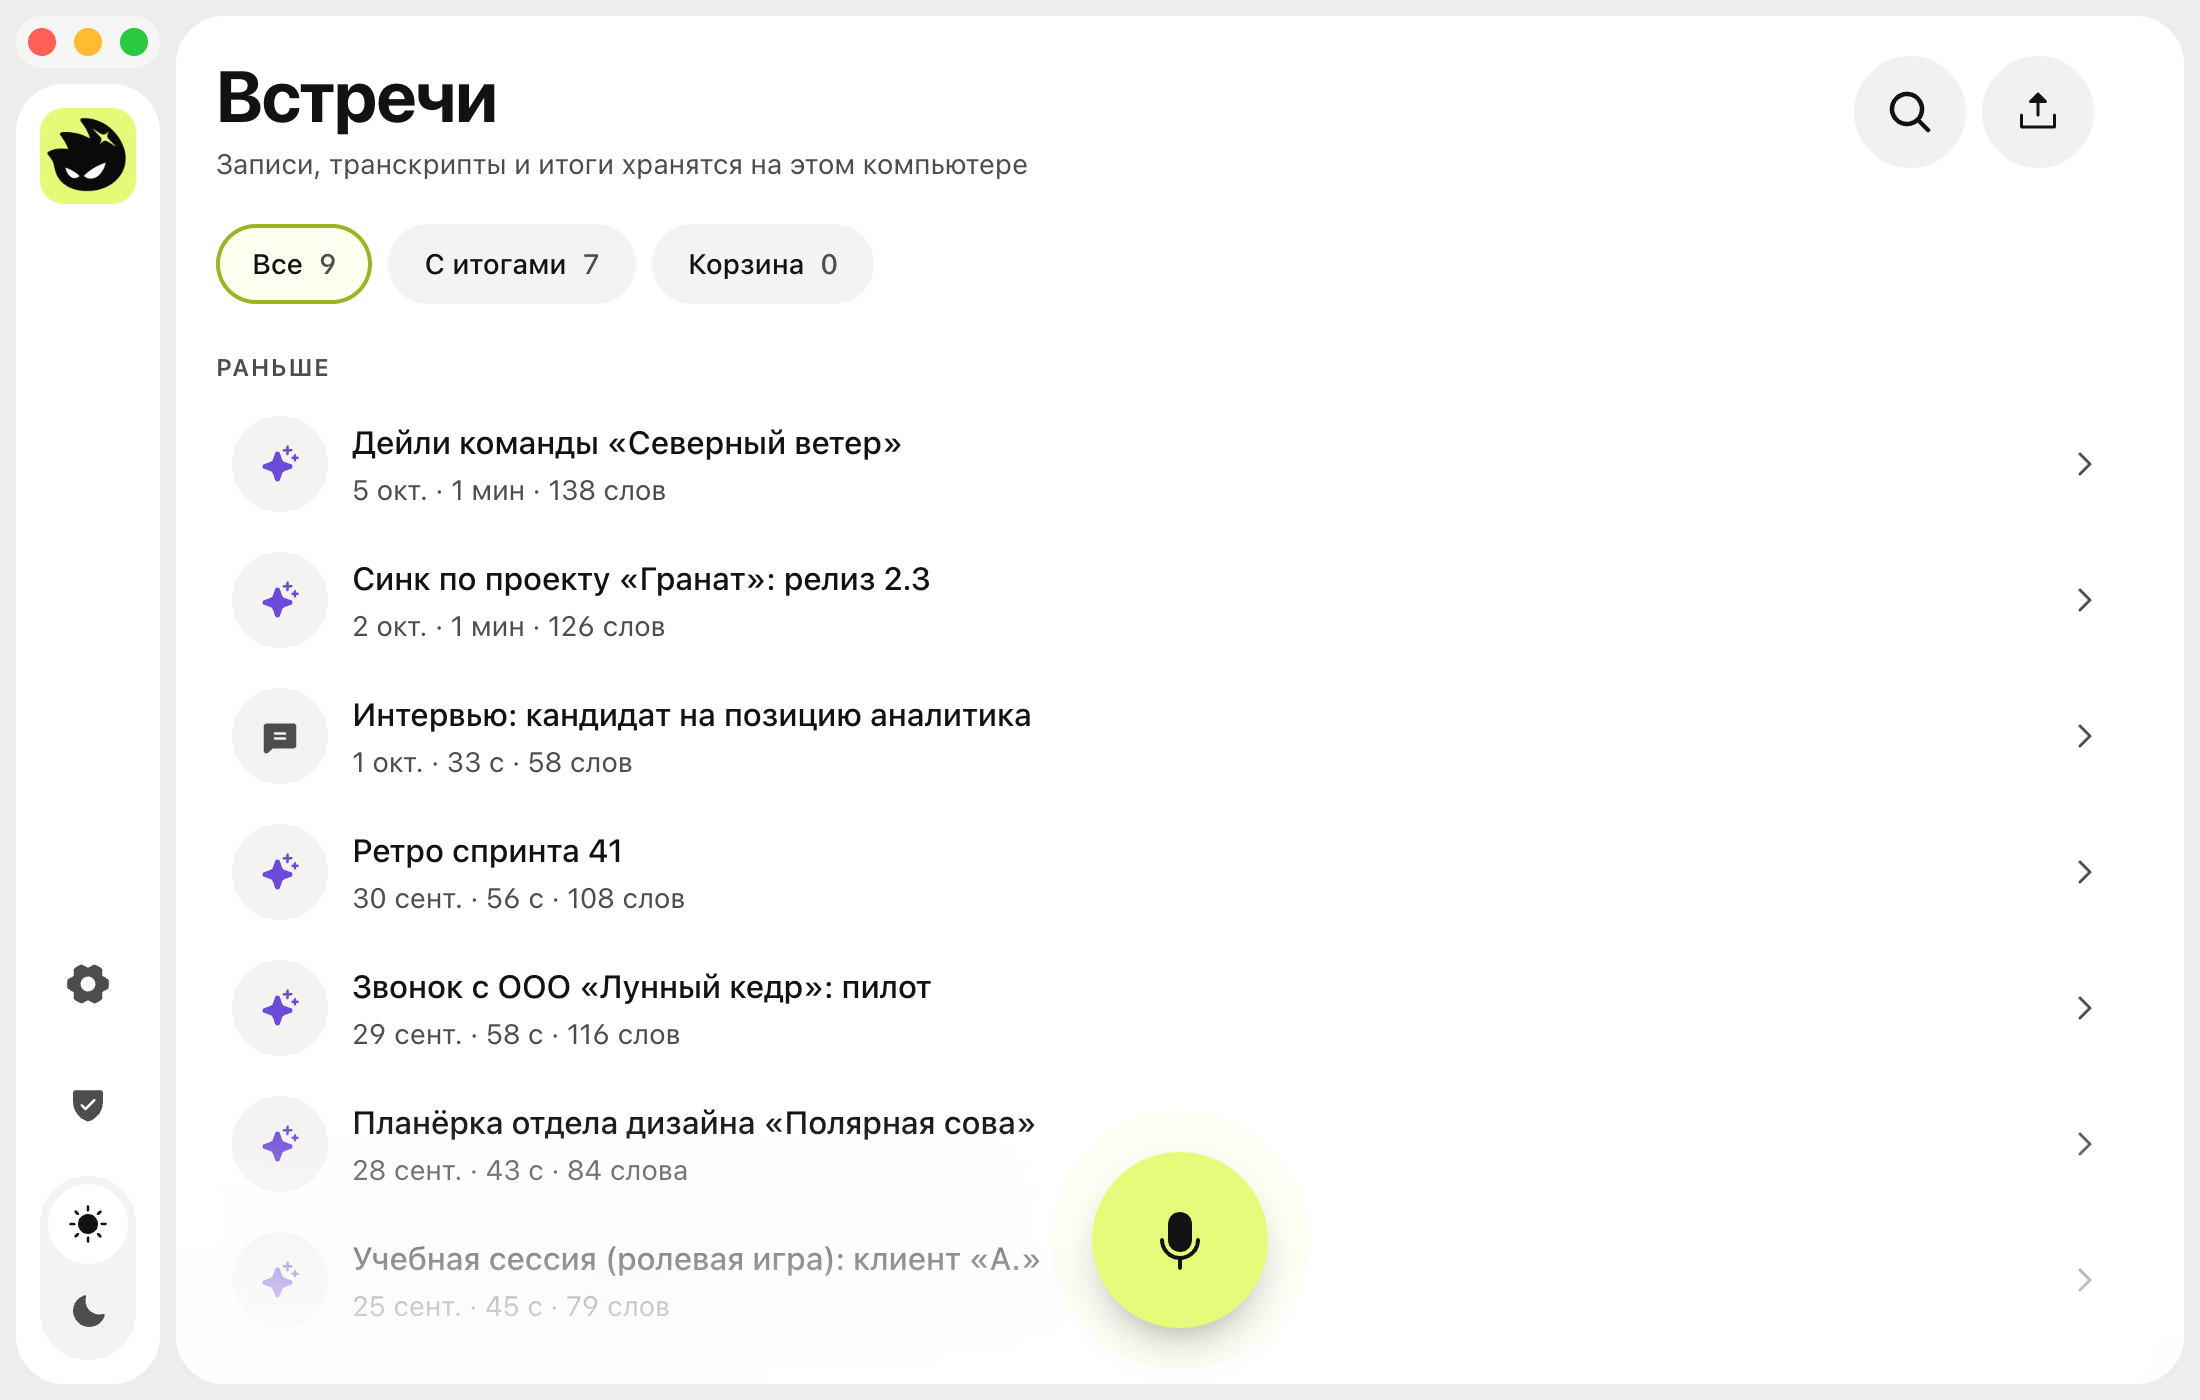 Встречи
Записи, транскрипты и итоги хранятся на этом компьютере
Все 9
С итогами 7
Корзина 0
РАНЬШЕ
Дейли команды «Северный ветер»
5 окт. · 1 мин · 138 слов
Синк по проекту «Гранат»: релиз 2.3
2 окт. · 1 мин · 126 слов
Интервью: кандидат на позицию аналитика
1 окт. · 33 с · 58 слов
Ретро спринта 41
30 сент. · 56 с · 108 слов
Звонок с ООО «Лунный кедр»: пилот
29 сент. · 58 с · 116 слов
Планёрка отдела дизайна «Полярная сова»
28 сент. · 43 с · 84 слова
Учебная сессия (ролевая игра): клиент «А.»
25 сент. · 45 с · 79 слов